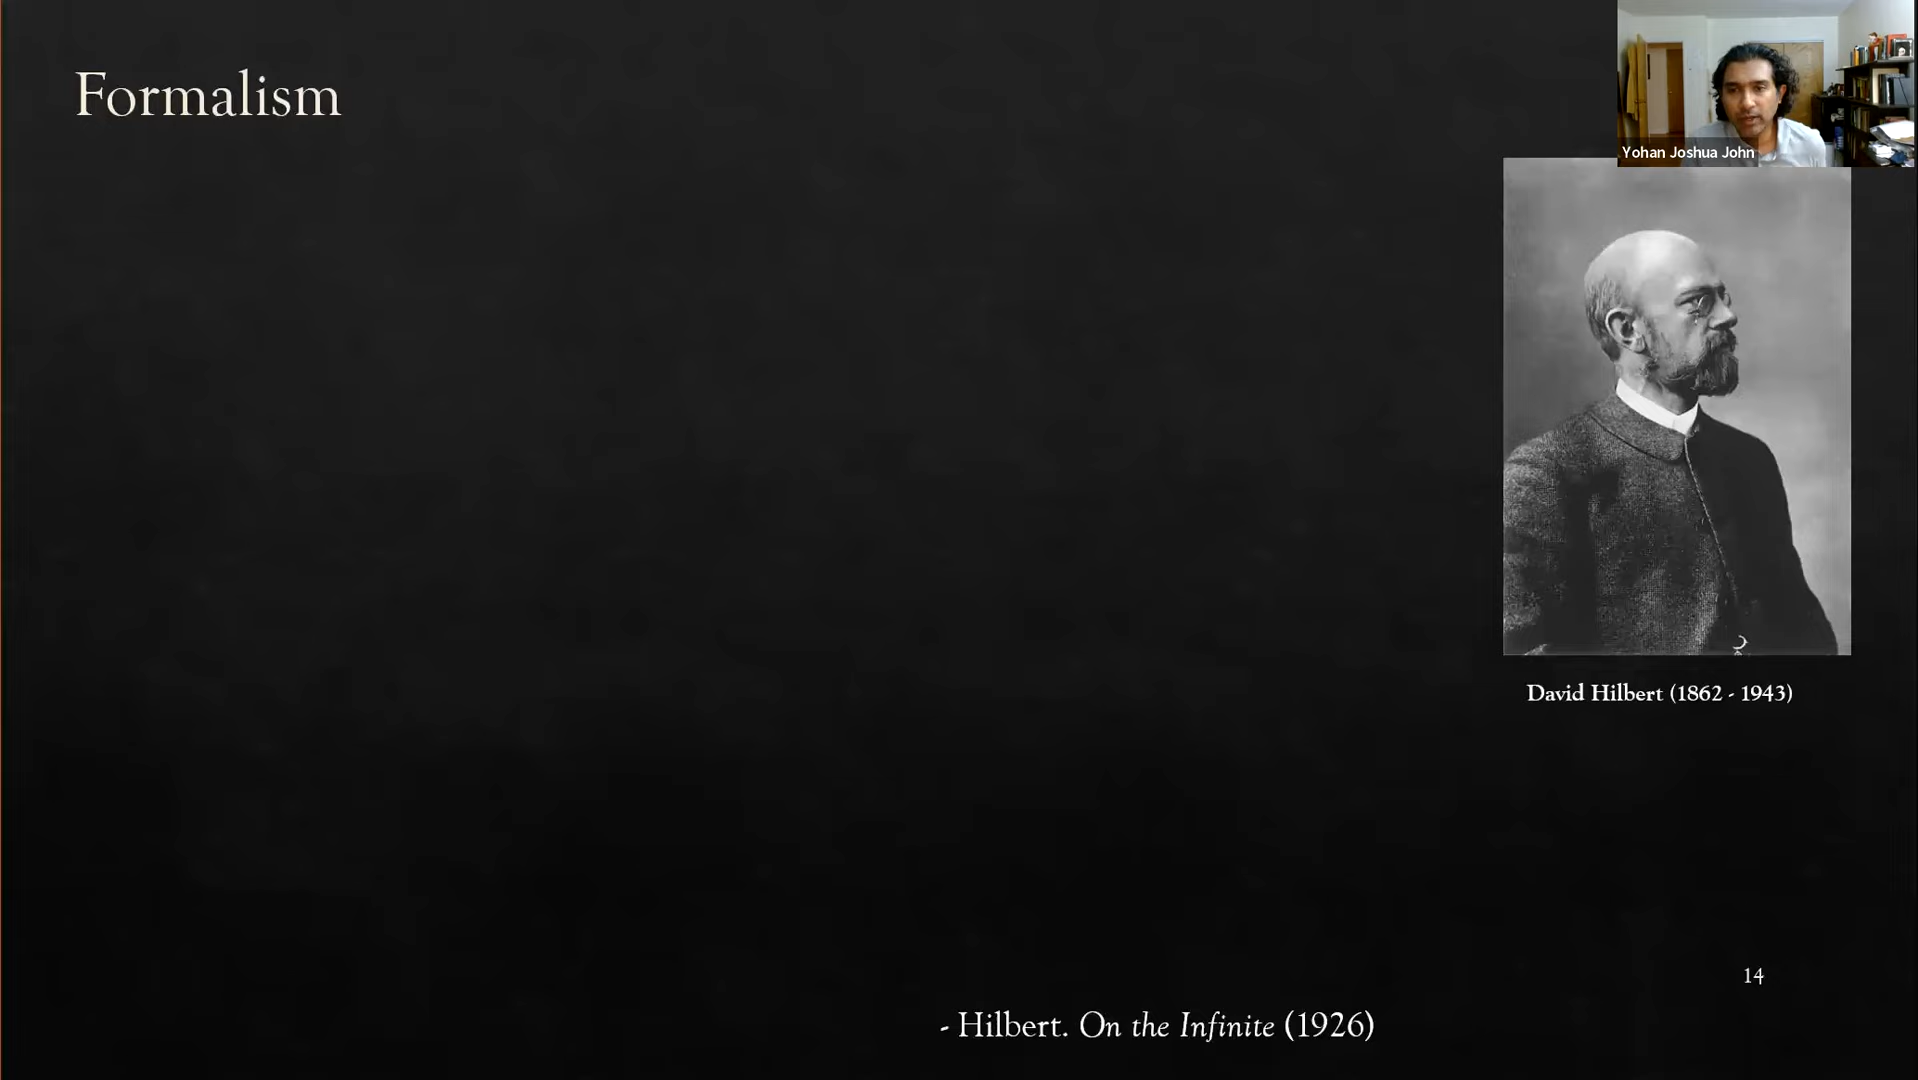 Formalism
Yohan Joshua John
David Hilbert (1862 - 1943)
14
- Hilbert. On the Infinite (1926)